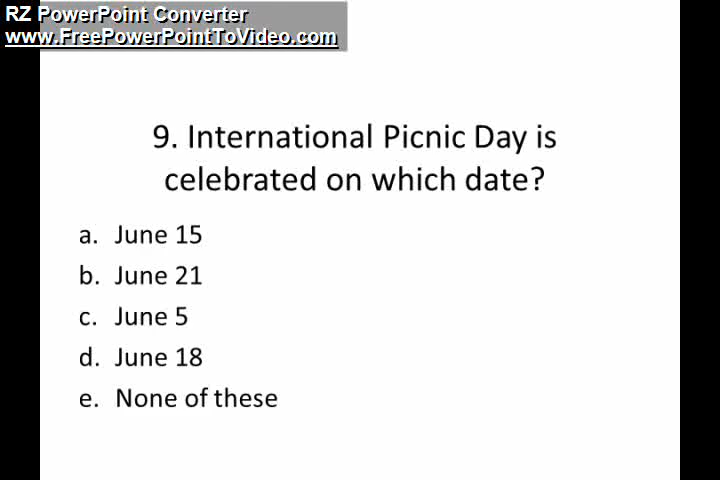 RZ PowerPoint Converter
www.FreePowerPointToVideo.com
9. International Picnic Day is
celebrated on which date?
a. June 15
b. June 21
c. June 5
d. June 18
e. None of these